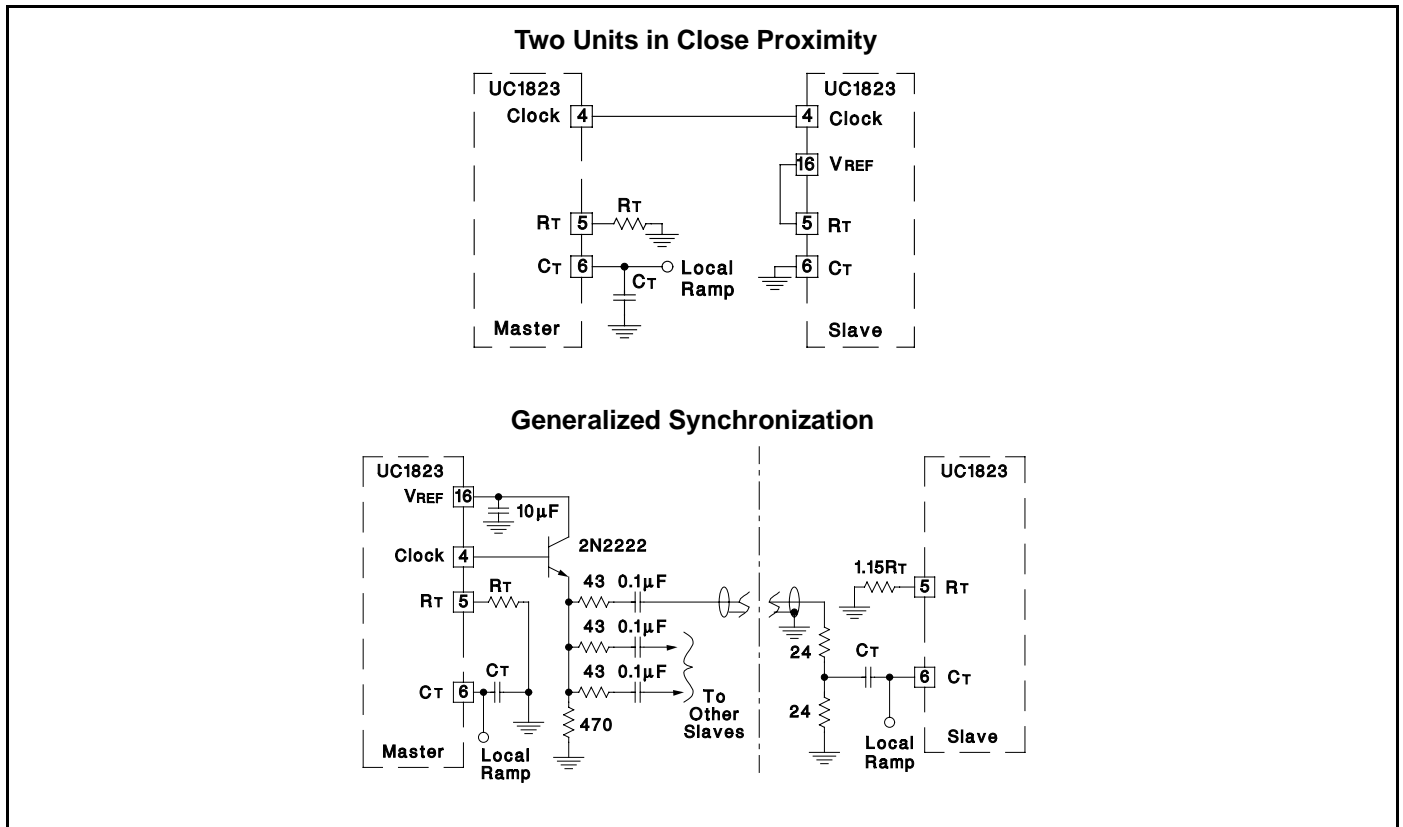 Two Units in Close Proximity
UC1823 UC1823
Clock 4 4 Clock
16 VREF
RT
RT 5 5 RT
CT 6 Local 6 CT
CT Ramp
Master Slave
Generalized Synchronization
UC1823 UC1823
VREF 16
10µF
2N2222
Clock 4
1.15RT
RT 43 0.1µF
RT 5 5 RT
43 0.1µF
24 CT
CT 43 0.1µF
CT 6 6 CT
To
470 Other 24
Slaves
Master Local Local Slave
Ramp Ramp